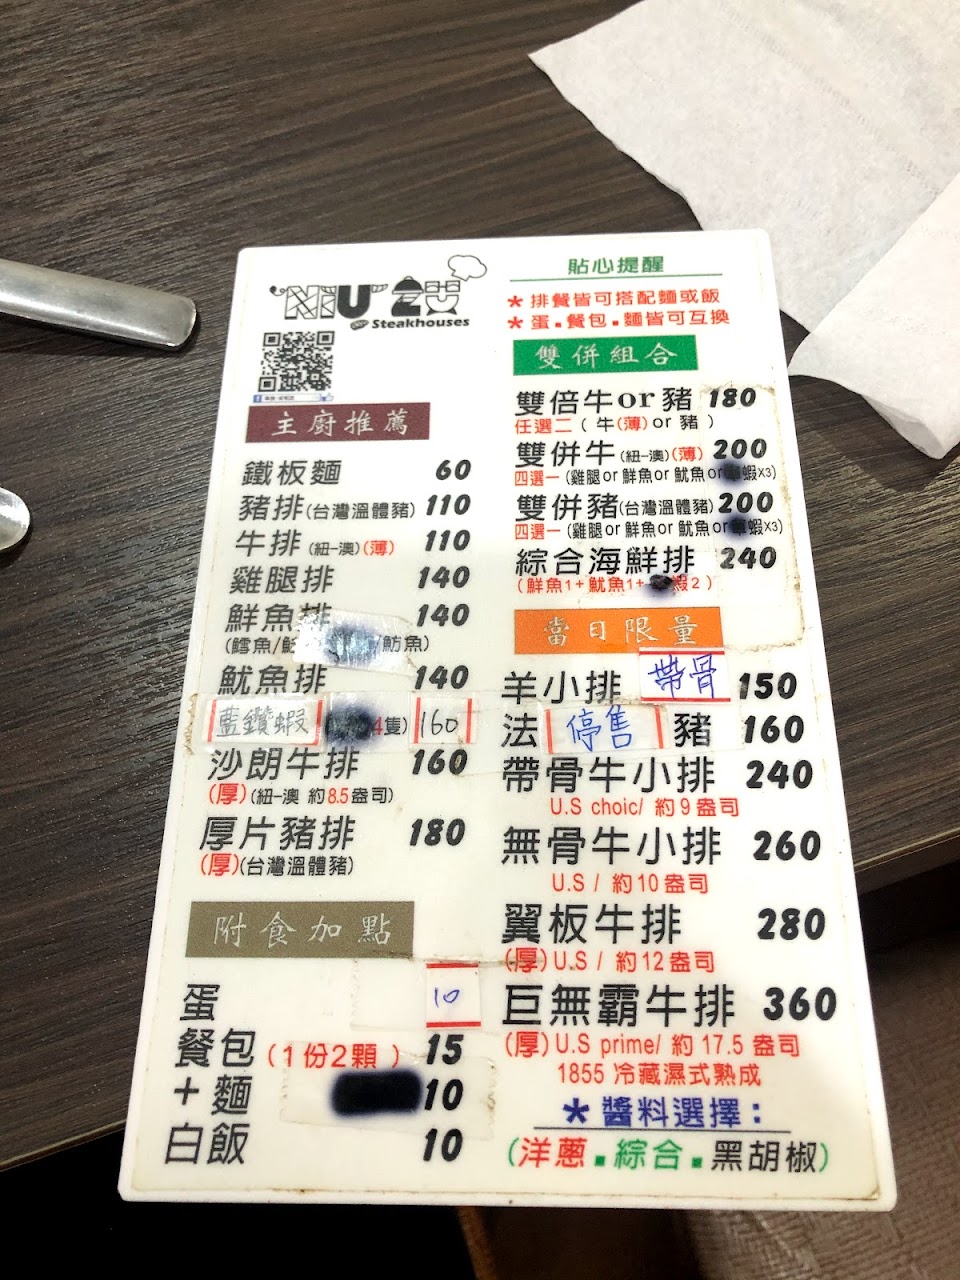 NiU
Steakhouses
主廚推薦
鐵板麵 60
豬排(台灣溫體豬) 110
牛排(紐-澳)(薄) 110
雞腿排 140
鮮魚排 140
(鱈魚/ /魴魚)
魷魚排 140
藍鑽蝦 4隻) 160
沙朗牛排 160
(厚)(紐-澳 約8.5盎司)
厚片豬排 180
(厚)(台灣溫體豬)
附食加點
蛋 10
餐包(1份2顆) 15
+麵 10
白飯 10
貼心提醒
*排餐皆可搭配麵或飯
*蛋.餐包.麵皆可互換
雙併組合
雙倍牛or豬 180
任選二(牛(薄)or豬)
雙併牛(紐-澳)(薄) 200
四選一(雞腿or鮮魚or魷魚or 蝦X3)
雙併豬(台灣溫體豬) 200
四選一(雞腿or鮮魚or魷魚or 蝦X3)
綜合海鮮排 240
(鮮魚1+魷魚1+ 蝦2)
當日限量
羊小排 帶骨 150
法 停售 豬 160
帶骨牛小排 240
U.S choic/ 約9盎司
無骨牛小排 260
U.S / 約10盎司
翼板牛排 280
(厚)U.S / 約12盎司
巨無霸牛排 360
(厚)U.S prime/ 約17.5盎司
1855 冷藏濕式熟成
*醬料選擇:
(洋蔥.綜合.黑胡椒)